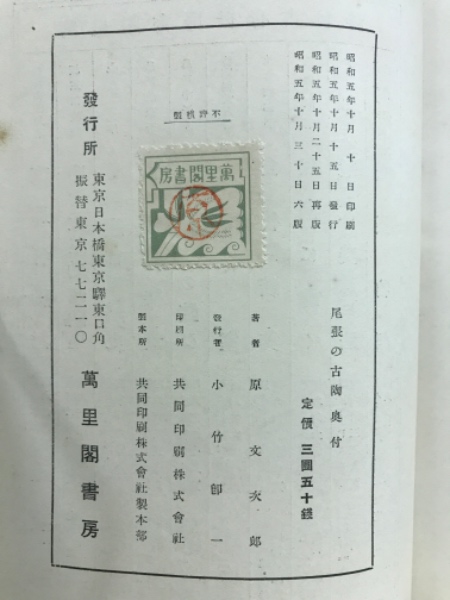 昭和五年十月十日印刷
昭和五年十月十五日發行
昭和五年十月二十五日再版
昭和五年十月三十日六版
尾張の古陶奥付
定價 三圓五十錢
不許複製
萬里閣書房
著者 原文次郎
發行者 小竹即一
印刷所 共同印刷株式會社
製本所 共同印刷株式會社製本部
發行所 東京日本橋東京驛東口角
振替東京七七二一〇
萬里閣書房